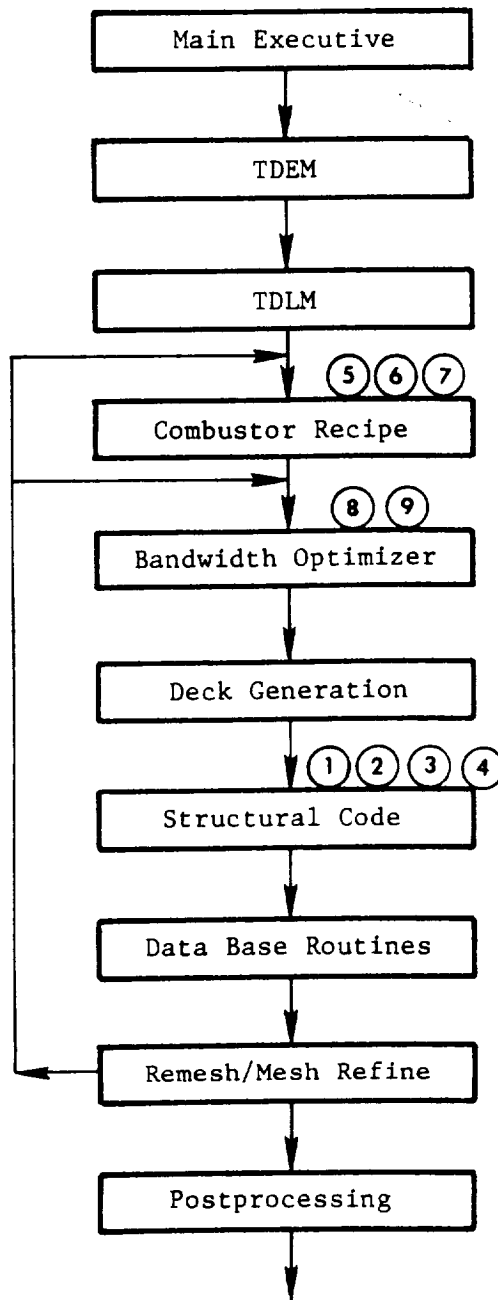 Main Executive
TDEM
TDLM
5 6 7
Combustor Recipe
8 9
Bandwidth Optimizer
Deck Generation
1 2 3 4
Structural Code
Data Base Routines
Remesh/Mesh Refine
Postprocessing